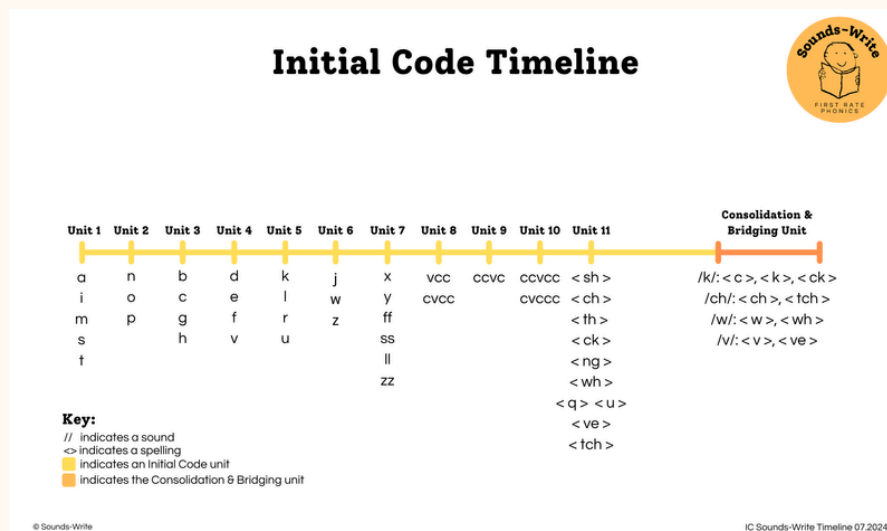 Initial Code Timeline
Sounds-Write
FIRST RATE
PHONICS
Consolidation &
Unit 1 Unit 2 Unit 3 Unit 4 Unit 5 Unit 6 Unit 7 Unit 8 Unit 9 Unit 10 Unit 11 Bridging Unit
a n b d k j x vcc ccvc ccvcc < sh > /k/: < c >, < k >, < ck >
i o c e l w y cvcc cvccc < ch > /ch/: < ch >, < tch >
m p g f r z ff < th > /w/: < w >, < wh >
s h v u ss < ck > /v/: < v >, < ve >
t ll < ng >
zz < wh >
< q > < u >
< ve >
< tch >
Key:
// indicates a sound
<> indicates a spelling
indicates an Initial Code unit
indicates the Consolidation & Bridging unit
© Sounds-Write
IC Sounds-Write Timeline 07.2024